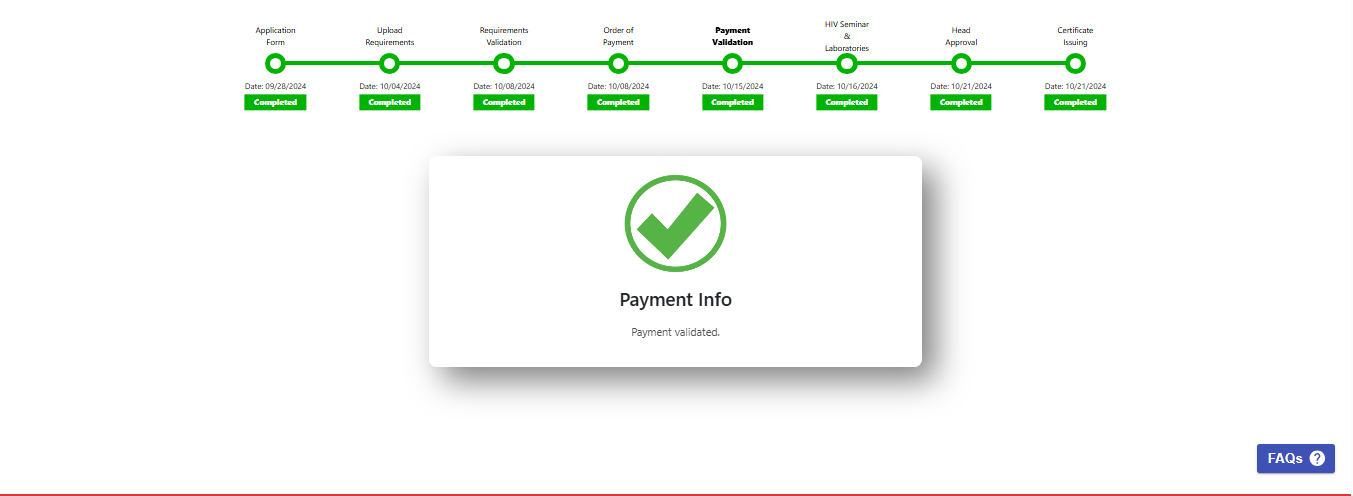 Application
Form
Upload
Requirements
Requirements
Validation
Order of
Payment
Payment
Validation
HIV Seminar
&
Laboratories
Head
Approval
Certificate
Issuing
Date: 09/28/2024
Date: 10/04/2024
Date: 10/08/2024
Date: 10/08/2024
Date: 10/15/2024
Date: 10/16/2024
Date: 10/21/2024
Date: 10/21/2024
Completed
Completed
Completed
Completed
Completed
Completed
Completed
Completed
Payment Info
Payment validated.
FAQs ?